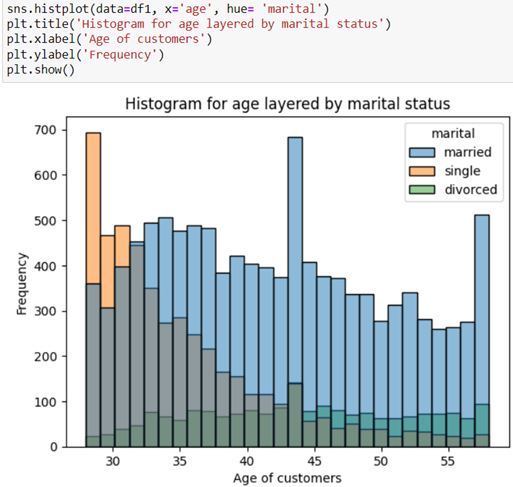 sns.histplot(data=df1, x='age', hue= 'marital')
plt.title('Histogram for age layered by marital status')
plt.xlabel('Age of customers')
plt.ylabel('Frequency')
plt.show()
Histogram for age layered by marital status
marital
married
single
divorced
Frequency
700
600
500
400
300
200
100
0
30 35 40 45 50 55
Age of customers